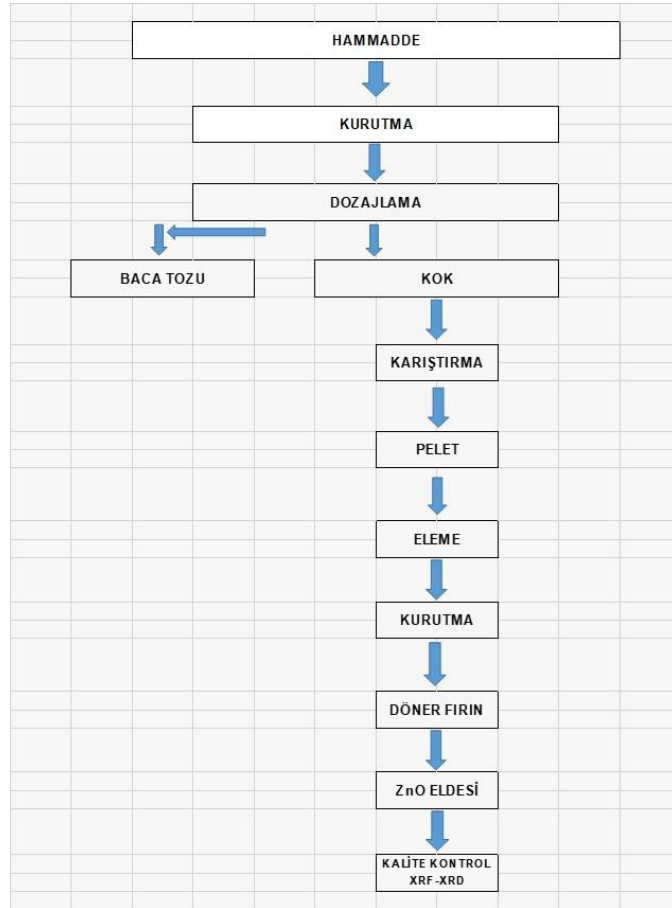 HAMMADDE
KURUTMA
DOZAJLAMA
BACA TOZU
KOK
KARIŞTIRMA
PELET
ELEME
KURUTMA
DÖNER FIRIN
ZnO ELDESİ
KALİTE KONTROL
XRF-XRD